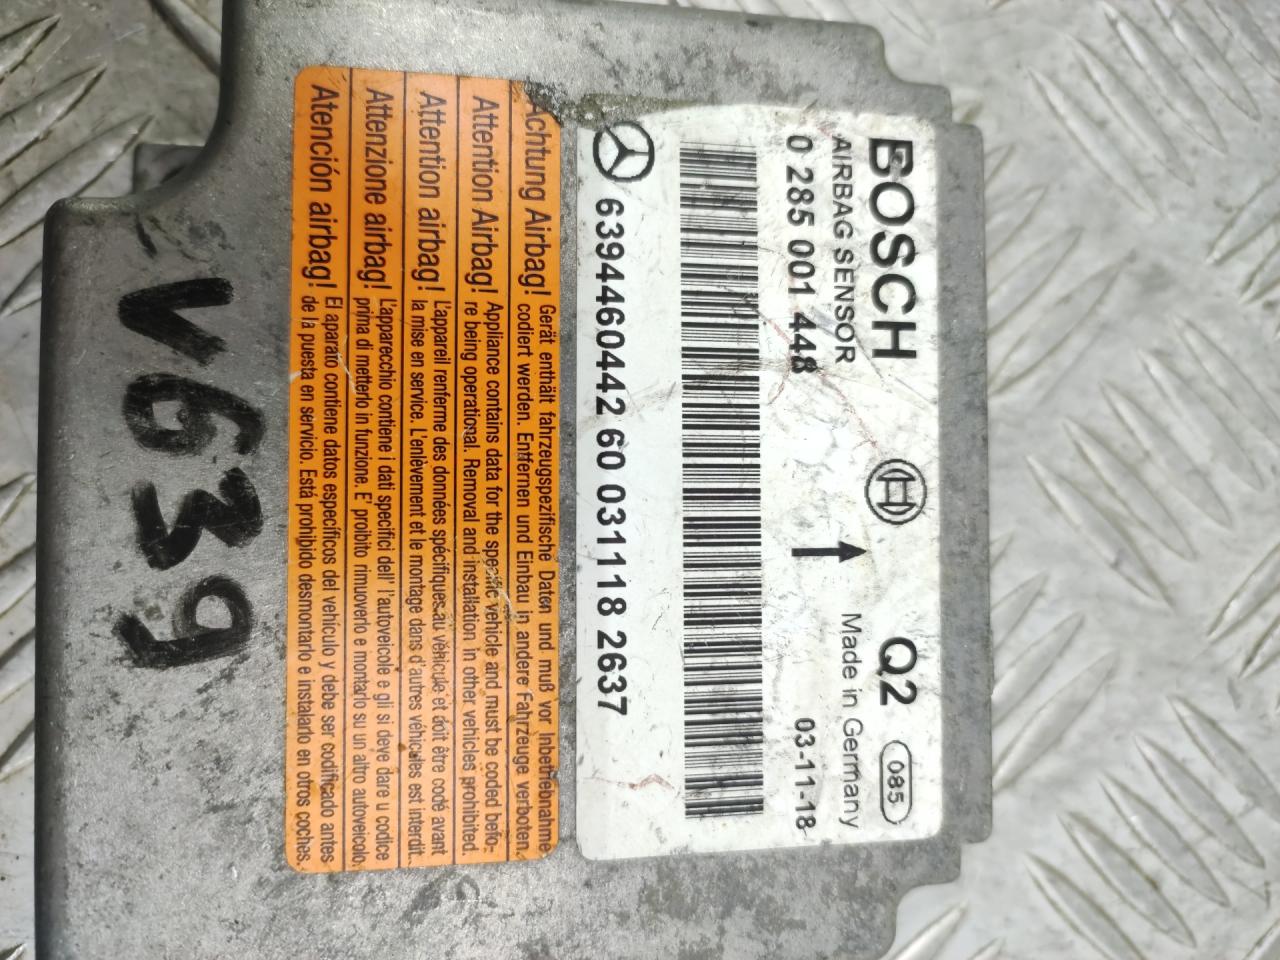 BOSCH
Q2
085
AIRBAG SENSOR
Made in Germany
0 285 001 448
03-11-18
6394460442 60 031118 2637
Achtung Airbag!
Gerät enthält fahrzeugspezifische Daten und muß vor Inbetriebnahme
codiert werden. Entfernen und Einbau in andere Fahrzeuge verboten.
Attention Airbag!
Appliance contains data for the specific vehicle and must be coded befo-
re being operational. Removal and installation in other vehicles prohibited.
Attention airbag!
L'appareil renferme des données spécifiques au véhicule et doit être codé avant
la mise en service. L'enlèvement et le montage dans d'autres véhicules est interdit.
Attenzione airbag!
L'apparecchio contiene i dati specifici dell' l'autoveicole e gli si deve dare u codice
prima di metterlo in funzione. E' proibito rimuoverlo e montarlo su un altro autoveicolo.
Atención airbag!
El aparato contiene datos específicos del vehículo y debe ser codificado antes
de la puesta en servicio. Está prohibido desmontarlo e instalarlo en otros coches.
V639